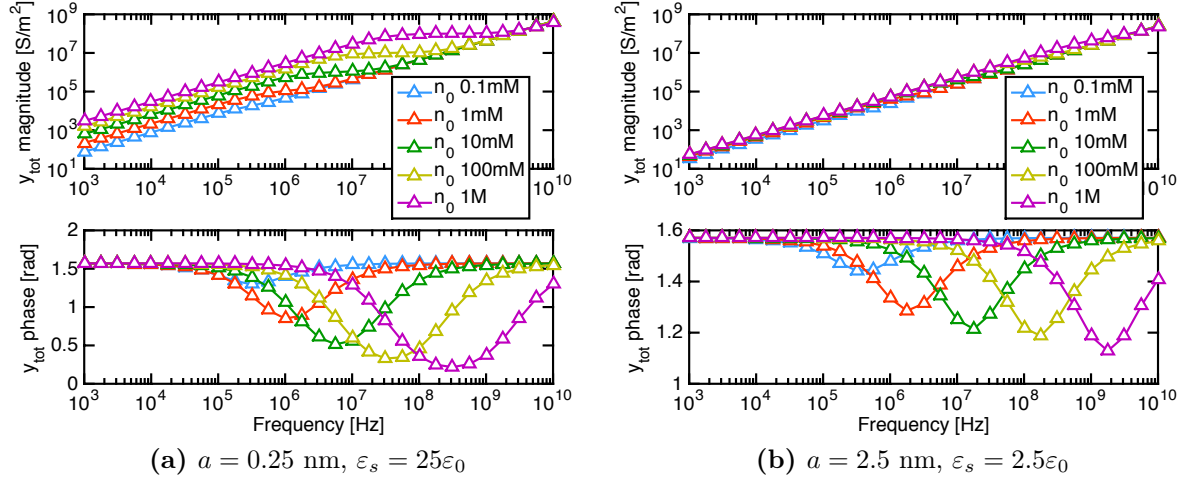 10^9
10^7
10^5
10^3
10^1
y_tot magnitude [S/m^2]
10^3 10^4 10^5 10^6 10^7 10^10
n_0 0.1mM
n_0 1mM
n_0 10mM
n_0 100mM
n_0 1M
2
1.5
1
0.5
0
y_tot phase [rad]
10^3 10^4 10^5 10^6 10^7 10^8 10^9 10^10
Frequency [Hz]
(a) a = 0.25 nm, ε_s = 25ε_0
10^9
10^7
10^5
10^3
10^1
y_tot magnitude [S/m^2]
10^3 10^4 10^5 10^6 10^7 10^10
n_0 0.1mM
n_0 1mM
n_0 10mM
n_0 100mM
n_0 1M
1.6
1.4
1.2
1
y_tot phase [rad]
10^3 10^4 10^5 10^6 10^7 10^8 10^9 10^10
Frequency [Hz]
(b) a = 2.5 nm, ε_s = 2.5ε_0